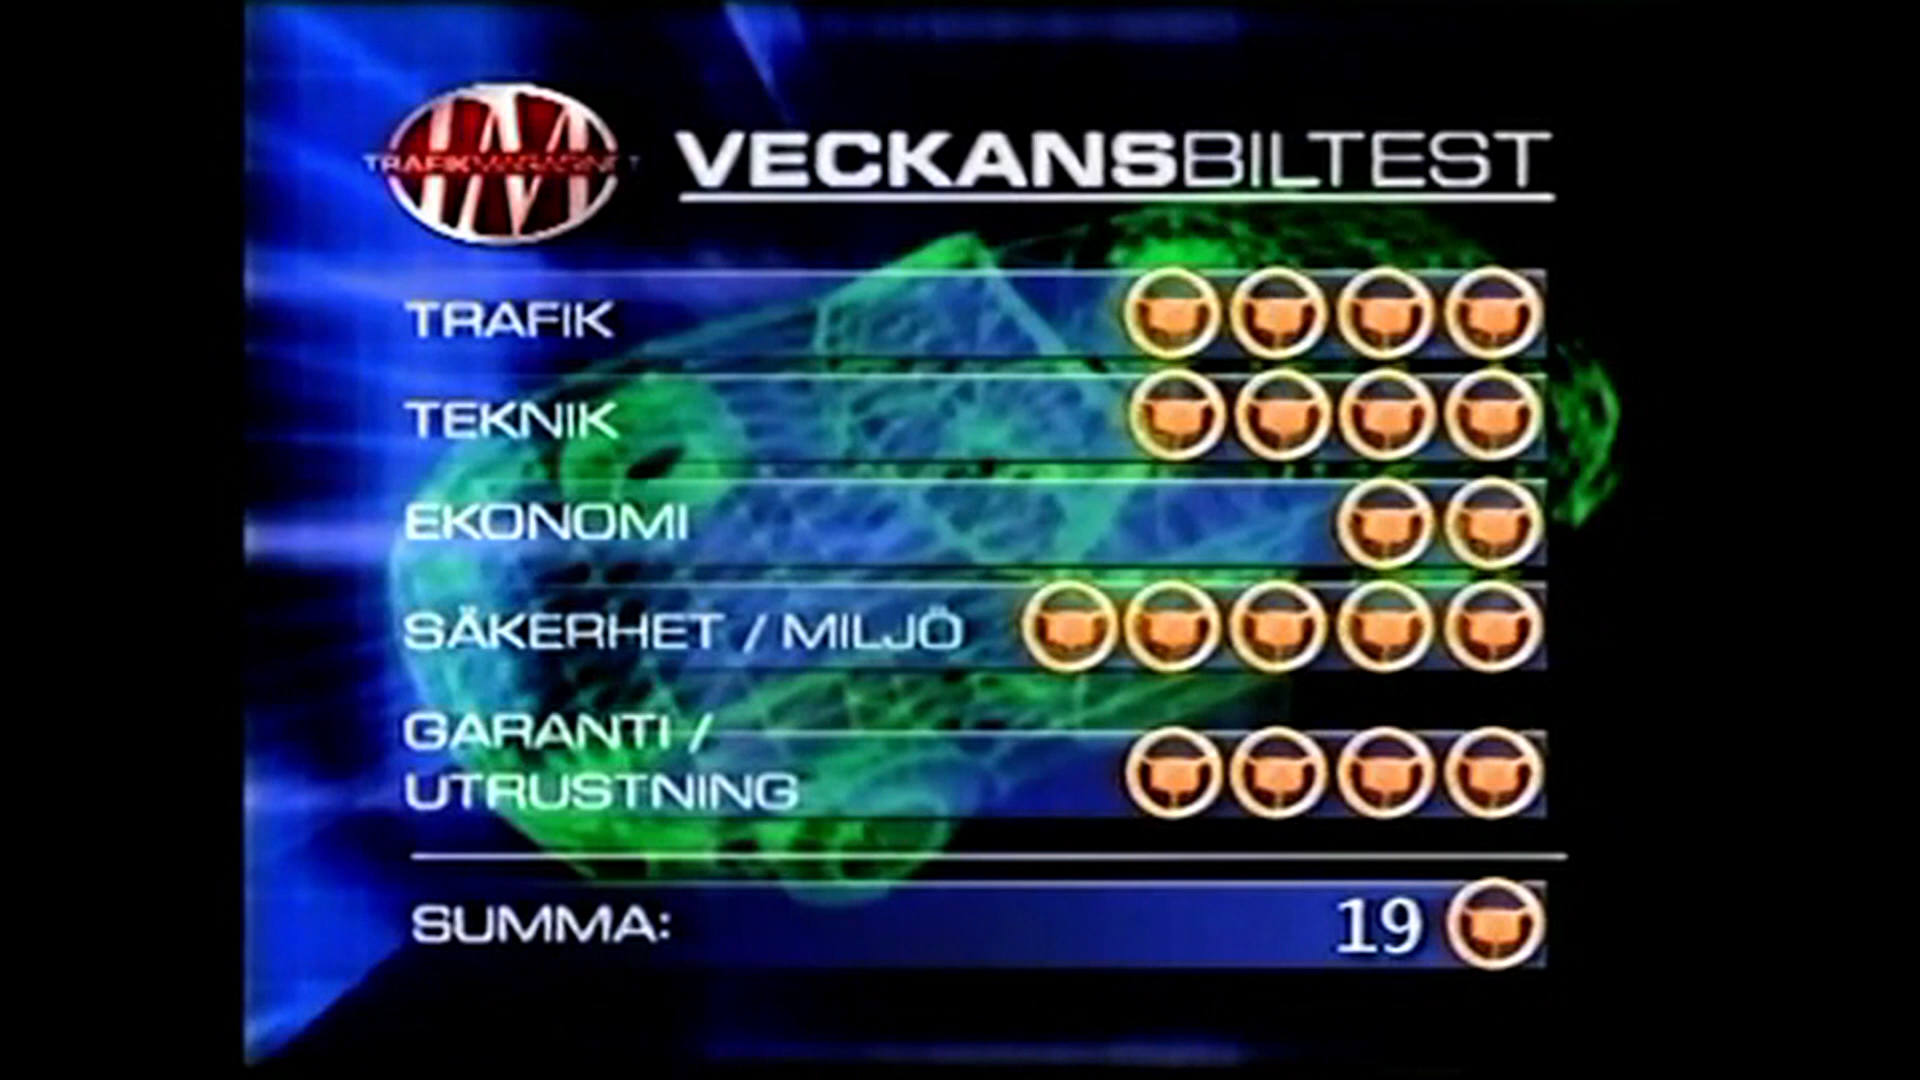 TRAFIKMAGASINET
VECKANSBILTEST
TRAFIK
TEKNIK
EKONOMI
SÄKERHET / MILJÖ
GARANTI /
UTRUSTNING
SUMMA: 19